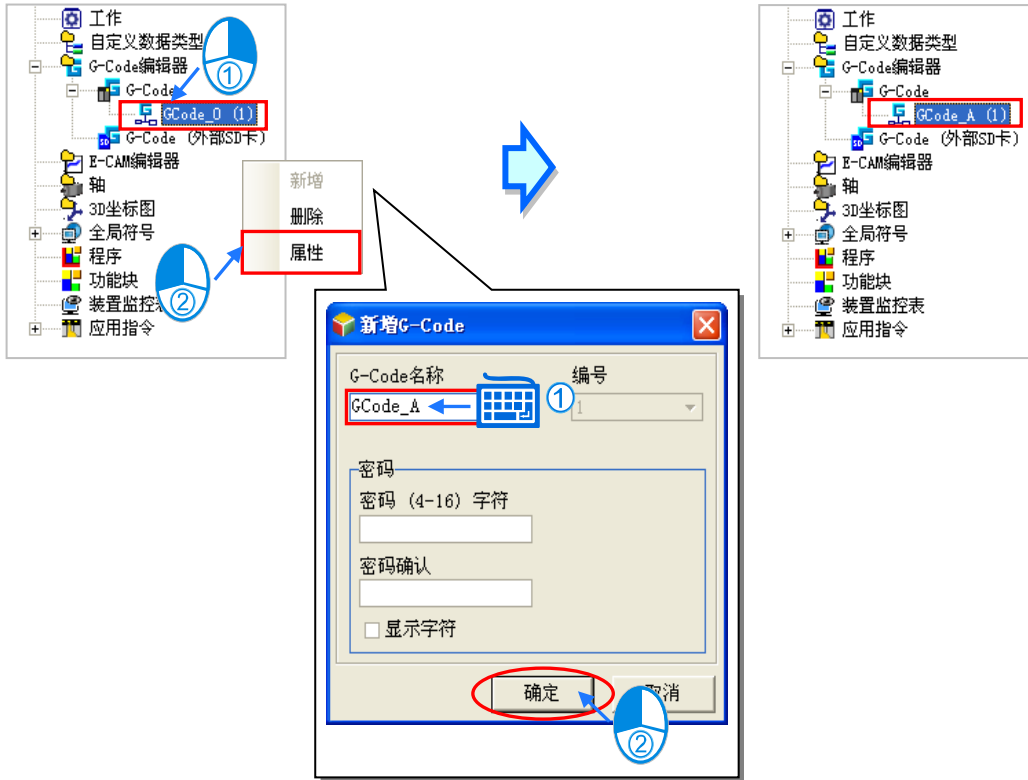 工作
自定义数据类型
G-Code编辑器
G-Code
GCode_0 (1)
G-Code (外部SD卡)
E-CAM编辑器
轴
3D坐标图
全局符号
程序
功能块
装置监控
应用指令
①
②
新增
删除
属性
新增G-Code
G-Code名称
编号
GCode_A
①
1
密码
密码 (4-16) 字符
密码确认
显示字符
确定
取消
②
工作
自定义数据类型
G-Code编辑器
G-Code
GCode_A (1)
G-Code (外部SD卡)
E-CAM编辑器
轴
3D坐标图
全局符号
程序
功能块
装置监控表
应用指令